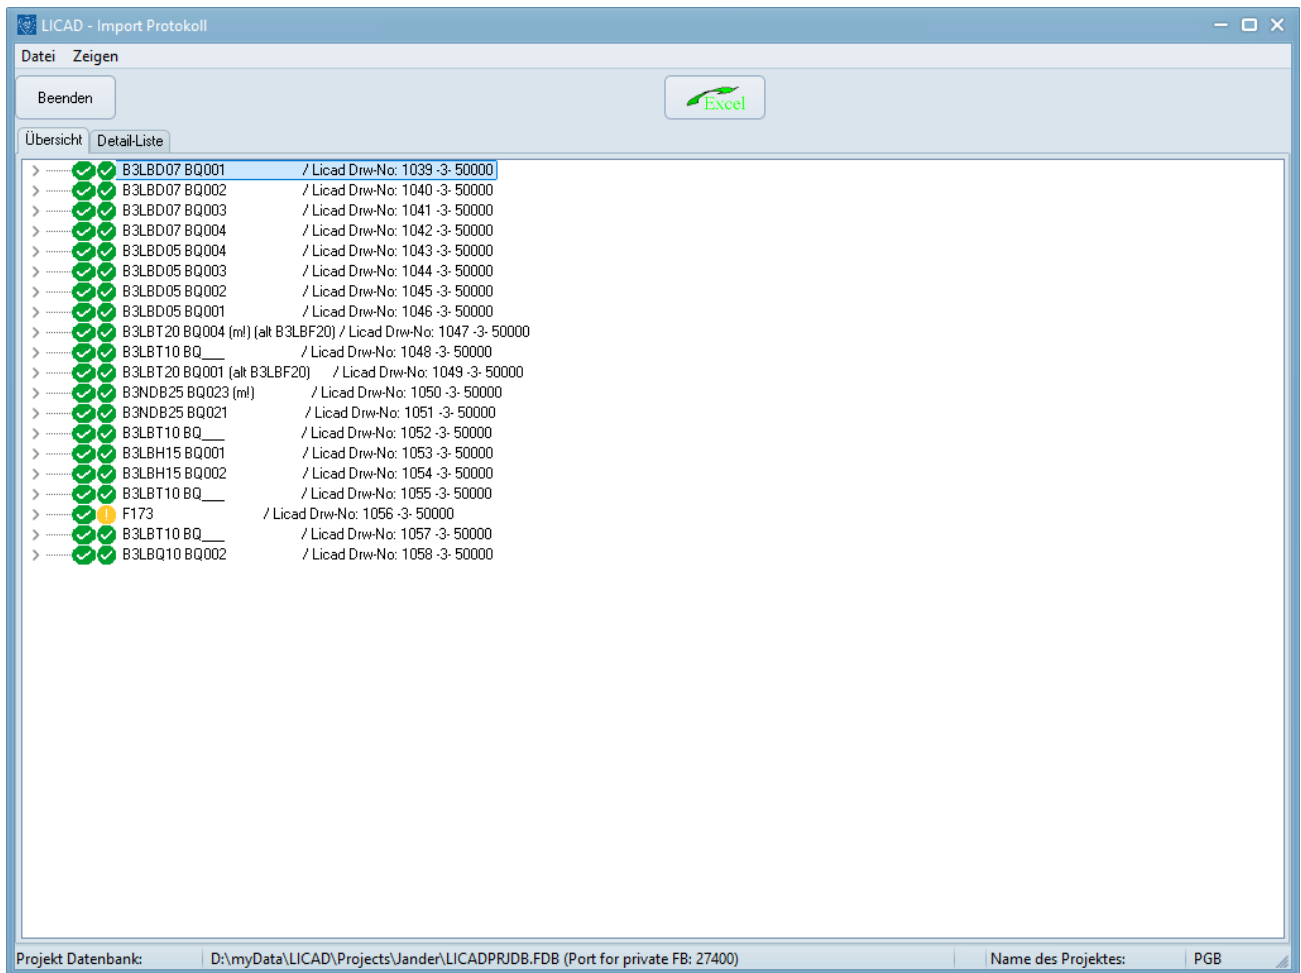 LICAD - Import Protokoll
Datei Zeigen
Beenden
Excel
Übersicht Detail-Liste
B3LBD07 BQ001 / Licad Drw-No: 1039 -3- 50000
B3LBD07 BQ002 / Licad Drw-No: 1040 -3- 50000
B3LBD07 BQ003 / Licad Drw-No: 1041 -3- 50000
B3LBD07 BQ004 / Licad Drw-No: 1042 -3- 50000
B3LBD05 BQ004 / Licad Drw-No: 1043 -3- 50000
B3LBD05 BQ003 / Licad Drw-No: 1044 -3- 50000
B3LBD05 BQ002 / Licad Drw-No: 1045 -3- 50000
B3LBD05 BQ001 / Licad Drw-No: 1046 -3- 50000
B3LBT20 BQ004 (m!) (alt B3LBF20) / Licad Drw-No: 1047 -3- 50000
B3LBT10 BQ___ / Licad Drw-No: 1048 -3- 50000
B3LBT20 BQ001 (alt B3LBF20) / Licad Drw-No: 1049 -3- 50000
B3NDB25 BQ023 (m!) / Licad Drw-No: 1050 -3- 50000
B3NDB25 BQ021 / Licad Drw-No: 1051 -3- 50000
B3LBT10 BQ___ / Licad Drw-No: 1052 -3- 50000
B3LBH15 BQ001 / Licad Drw-No: 1053 -3- 50000
B3LBH15 BQ002 / Licad Drw-No: 1054 -3- 50000
B3LBT10 BQ___ / Licad Drw-No: 1055 -3- 50000
F173 / Licad Drw-No: 1056 -3- 50000
B3LBT10 BQ___ / Licad Drw-No: 1057 -3- 50000
B3LBQ10 BQ002 / Licad Drw-No: 1058 -3- 50000
Projekt Datenbank: D:\myData\LICAD\Projects\Jander\LICADPRJDB.FDB (Port for private FB: 27400) Name des Projektes: PGB